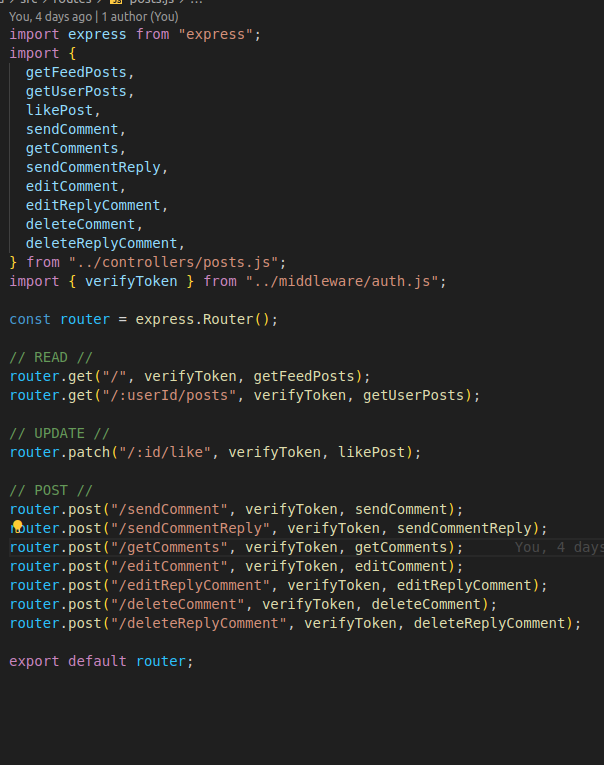 src > routes > JS posts.js > ...
You, 4 days ago | 1 author (You)
import express from "express";
import {
  getFeedPosts,
  getUserPosts,
  likePost,
  sendComment,
  getComments,
  sendCommentReply,
  editComment,
  editReplyComment,
  deleteComment,
  deleteReplyComment,
} from "../controllers/posts.js";
import { verifyToken } from "../middleware/auth.js";
const router = express.Router();
// READ //
router.get("/", verifyToken, getFeedPosts);
router.get("/:userId/posts", verifyToken, getUserPosts);
// UPDATE //
router.patch("/:id/like", verifyToken, likePost);
// POST //
router.post("/sendComment", verifyToken, sendComment);
router.post("/sendCommentReply", verifyToken, sendCommentReply);
router.post("/getComments", verifyToken, getComments); You, 4 days
router.post("/editComment", verifyToken, editComment);
router.post("/editReplyComment", verifyToken, editReplyComment);
router.post("/deleteComment", verifyToken, deleteComment);
router.post("/deleteReplyComment", verifyToken, deleteReplyComment);
export default router;